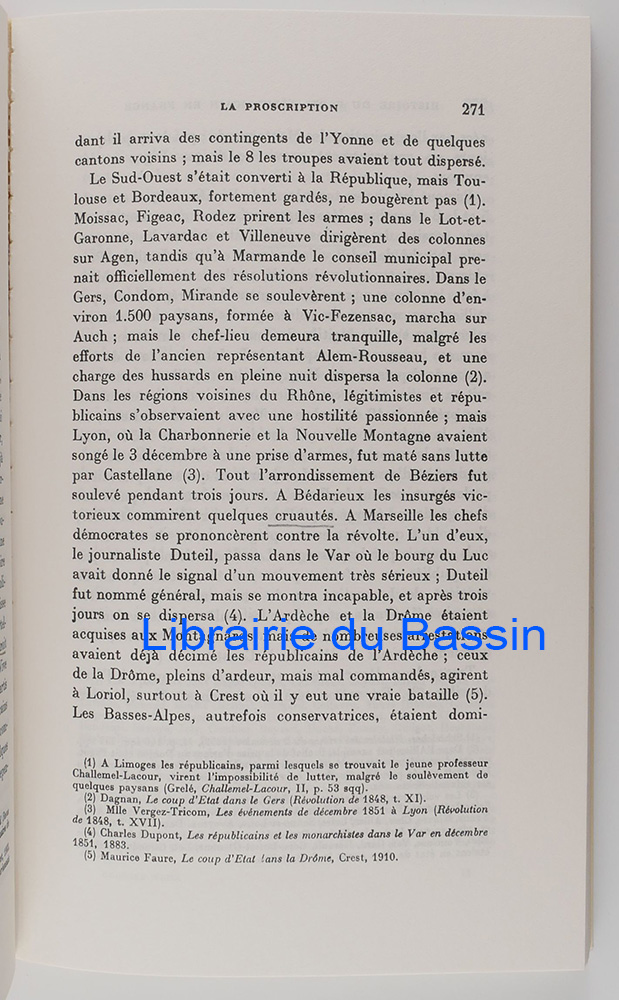 LA PROSCRIPTION 271
dant il arriva des contingents de l'Yonne et de quelques
cantons voisins ; mais le 8 les troupes avaient tout dispersé.
Le Sud-Ouest s'était converti à la République, mais Tou-
louse et Bordeaux, fortement gardés, ne bougèrent pas (1).
Moissac, Figeac, Rodez prirent les armes ; dans le Lot-et-
Garonne, Lavardac et Villeneuve dirigèrent des colonnes
sur Agen, tandis qu'à Marmande le conseil municipal pre-
nait officiellement des résolutions révolutionnaires. Dans le
Gers, Condom, Mirande se soulevèrent ; une colonne d'en-
viron 1.500 paysans, formée à Vic-Fezensac, marcha sur
Auch ; mais le chef-lieu demeura tranquille, malgré les
efforts de l'ancien représentant Alem-Rousseau, et une
charge des hussards en pleine nuit dispersa la colonne (2).
Dans les régions voisines du Rhône, légitimistes et répu-
blicains s'observaient avec une hostilité passionnée ; mais
Lyon, où la Charbonnerie et la Nouvelle Montagne avaient
songé le 3 décembre à une prise d'armes, fut maté sans lutte
par Castellane (3). Tout l'arrondissement de Béziers fut
soulevé pendant trois jours. A Bédarieux les insurgés vic-
torieux commirent quelques cruautés. A Marseille les chefs
démocrates se prononcèrent contre la révolte. L'un d'eux,
le journaliste Duteil, passa dans le Var où le bourg du Luc
avait donné le signal d'un mouvement très sérieux ; Duteil
fut nommé général, mais se montra incapable, et après trois
jours on se dispersa (4). L'Ardèche et la Drôme étaient
acquises aux Montagnards, mais de nombreuses arrestations
Librairie du Bassin
avaient déjà décimé les républicains de l'Ardèche ; ceux
de la Drôme, pleins d'ardeur, mais mal commandés, agirent
à Loriol, surtout à Crest où il y eut une vraie bataille (5).
Les Basses-Alpes, autrefois conservatrices, étaient domi-
(1) A Limoges les républicains, parmi lesquels se trouvait le jeune professeur
Challemel-Lacour, virent l'impossibilité de lutter, malgré le soulèvement de
quelques paysans (Grelé, Challemel-Lacour, II, p. 53 sqq).
(2) Dagnan, Le coup d'Etat dans le Gers (Révolution de 1848, t. XI).
(3) Mlle Vergez-Tricom, Les événements de décembre 1851 à Lyon (Révolution
de 1848, t. XVII).
(4) Charles Dupont, Les républicains et les monarchistes dans le Var en décembre
1851, 1883.
(5) Maurice Faure, Le coup d'Etat dans la Drôme, Crest, 1910.